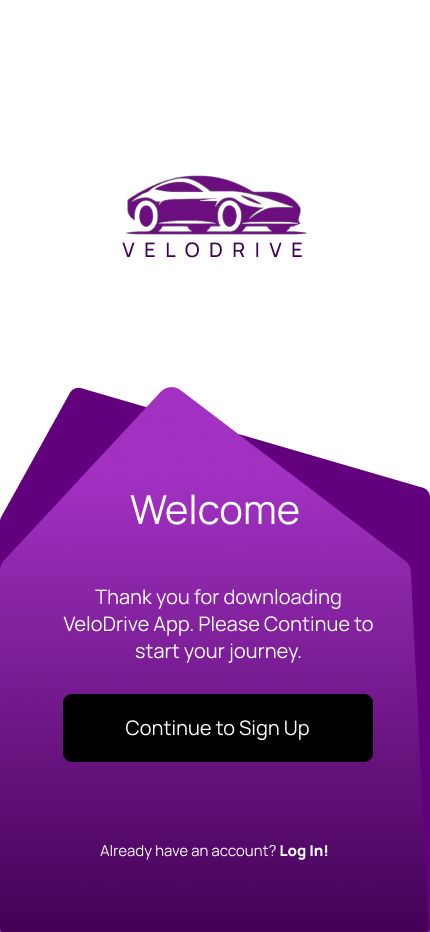 VELODRIVE
Welcome
Thank you for downloading
VeloDrive App. Please Continue to
start your journey.
Continue to Sign Up
Already have an account? Log In!